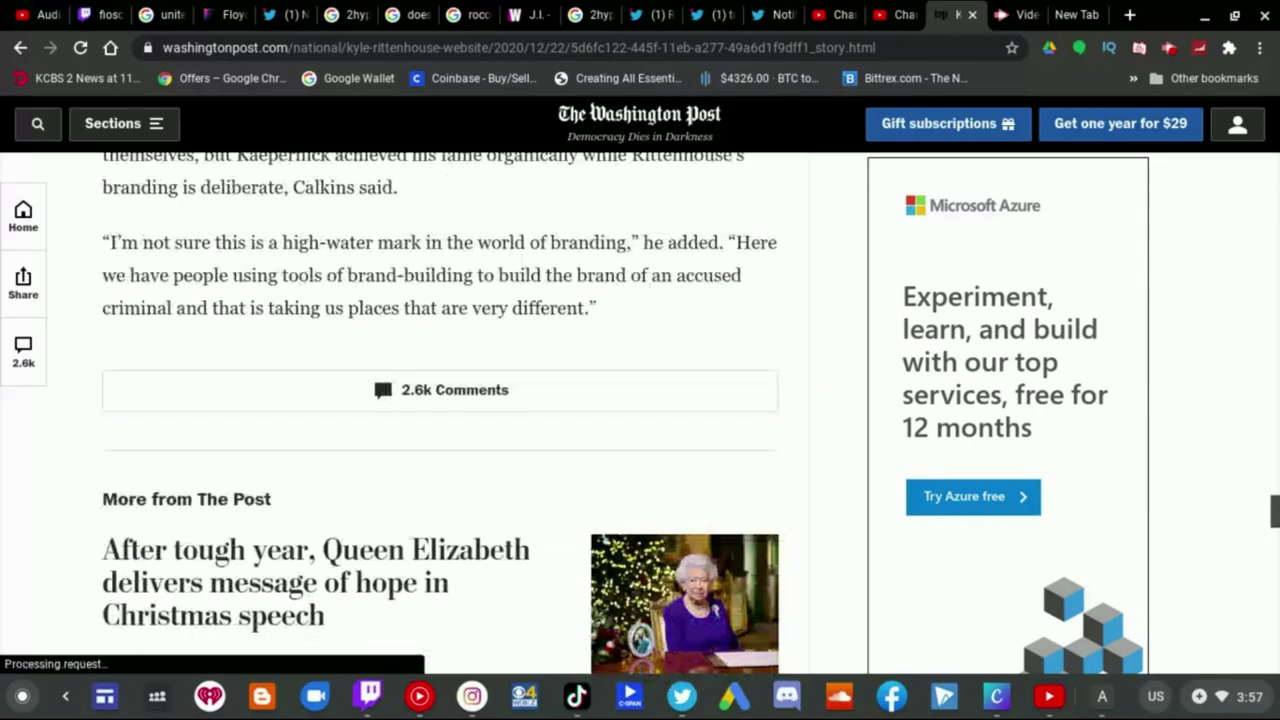 Audi
fiosc
unite
Floy
(1) N
2hyp
does
rocc
J.I. -
2hyp
(1) R
(1) t
Noti
Cha
Cha
K
Vide
New Tab
washingtonpost.com/national/kyle-rittenhouse-website/2020/12/22/5d6fc122-445f-11eb-a277-49a6d1f9dff1_story.html
KCBS 2 News at 11...
Offers – Google Chr...
Google Wallet
Coinbase - Buy/Sell...
Creating All Essenti...
$4326.00 · BTC to...
Bittrex.com - The N...
»
Other bookmarks
Sections
The Washington Post
Democracy Dies in Darkness
Gift subscriptions
Get one year for $29
themselves, but Kaepernick achieved his fame organically while Rittenhouse's
branding is deliberate, Calkins said.
“I’m not sure this is a high-water mark in the world of branding,” he added. “Here
we have people using tools of brand-building to build the brand of an accused
criminal and that is taking us places that are very different.”
Home
Share
2.6k
2.6k Comments
More from The Post
After tough year, Queen Elizabeth
delivers message of hope in
Christmas speech
Microsoft Azure
Experiment,
learn, and build
with our top
services, free for
12 months
Try Azure free
Processing request...
US
3:57